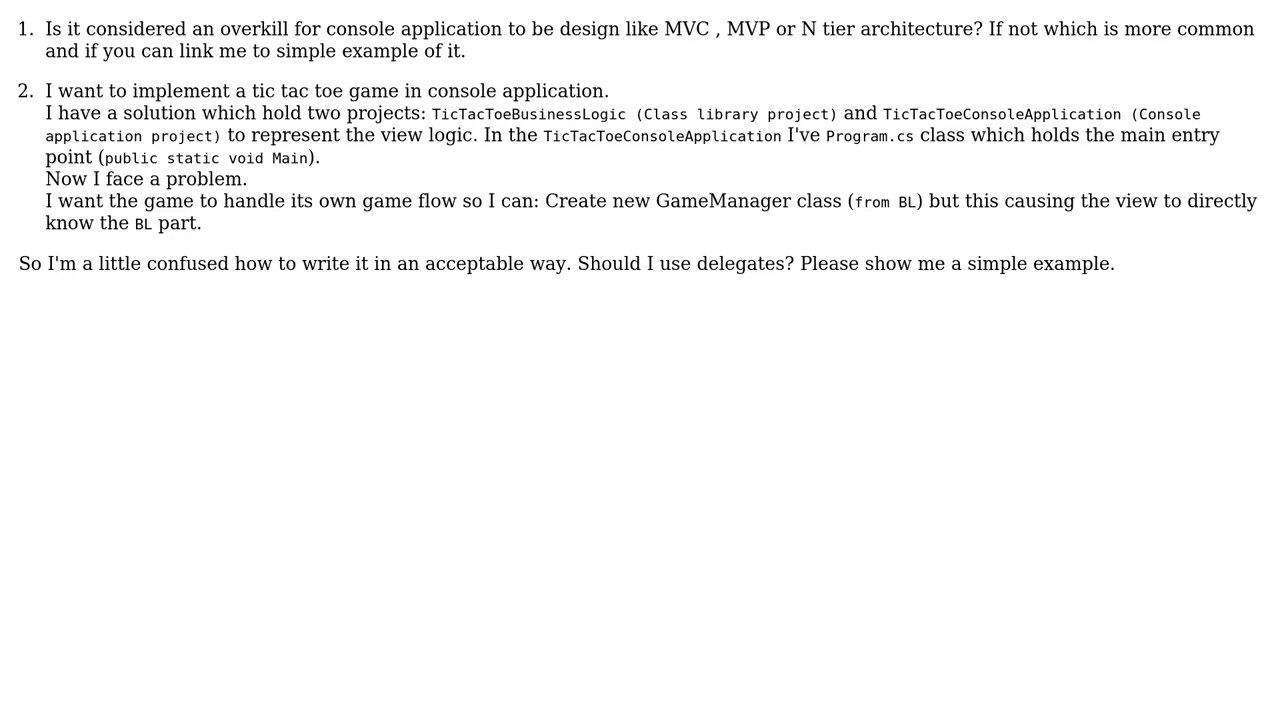 1. Is it considered an overkill for console application to be design like MVC , MVP or N tier architecture? If not which is more common
and if you can link me to simple example of it.
2. I want to implement a tic tac toe game in console application.
I have a solution which hold two projects: TicTacToeBusinessLogic (Class library project) and TicTacToeConsoleApplication (Console
application project) to represent the view logic. In the TicTacToeConsoleApplication I've Program.cs class which holds the main entry
point (public static void Main).
Now I face a problem.
I want the game to handle its own game flow so I can: Create new GameManager class (from BL) but this causing the view to directly
know the BL part.
So I'm a little confused how to write it in an acceptable way. Should I use delegates? Please show me a simple example.